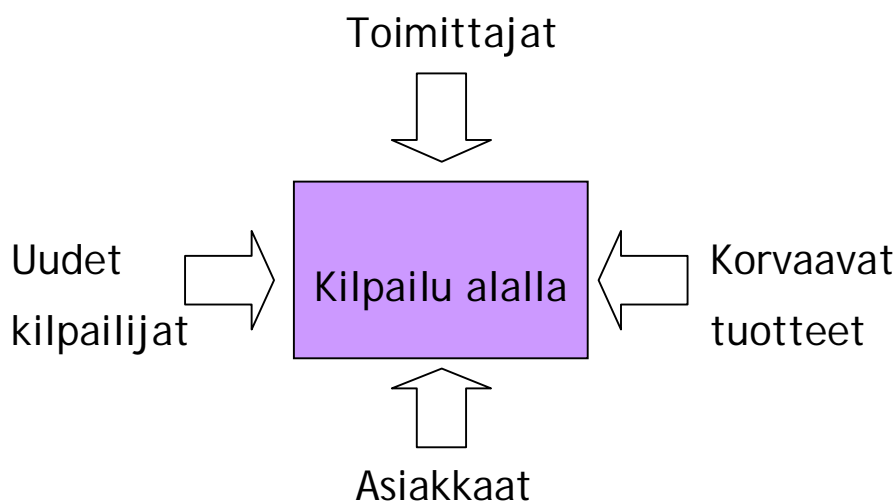 Toimittajat
Uudet
kilpailijat
Kilpailu alalla
Korvaavat
tuotteet
Asiakkaat